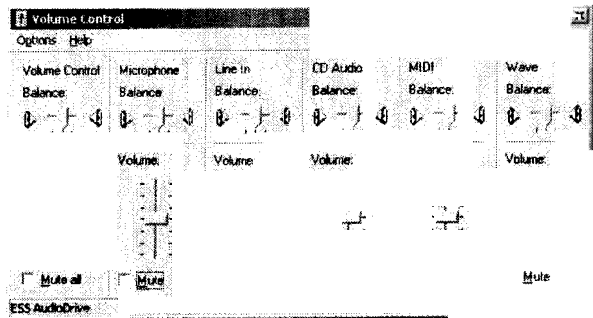 Volume Control
Options Help
Volume Control Microphone Line In CD Audio MIDI Wave
Balance: Balance: Balance: Balance: Balance: Balance:
Volume: Volume: Volume: Volume:
Mute all Mute Mute
ESS AudioDrive